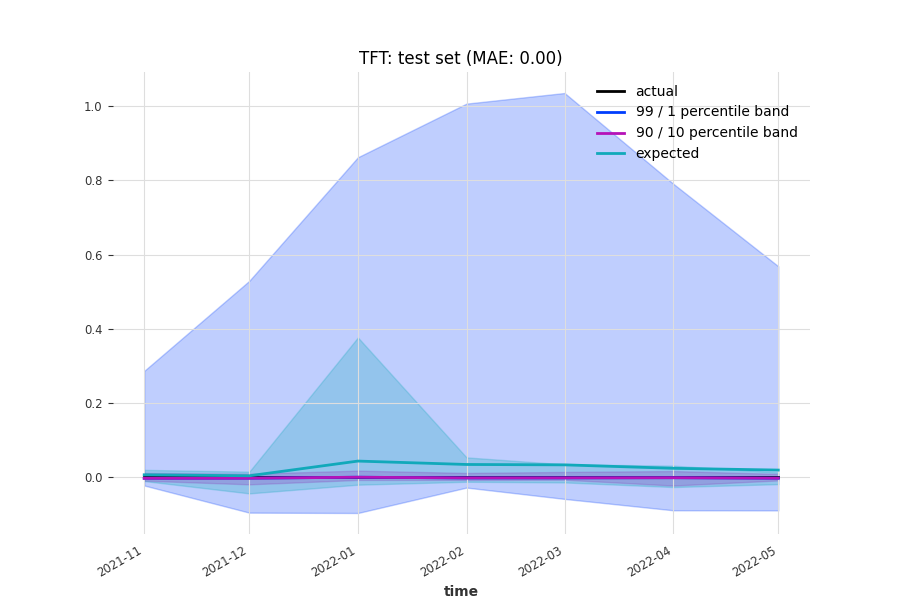 TFT: test set (MAE: 0.00)
actual
99 / 1 percentile band
90 / 10 percentile band
expected
1.0
0.8
0.6
0.4
0.2
0.0
2021-11
2021-12
2022-01
2022-02
2022-03
2022-04
2022-05
time